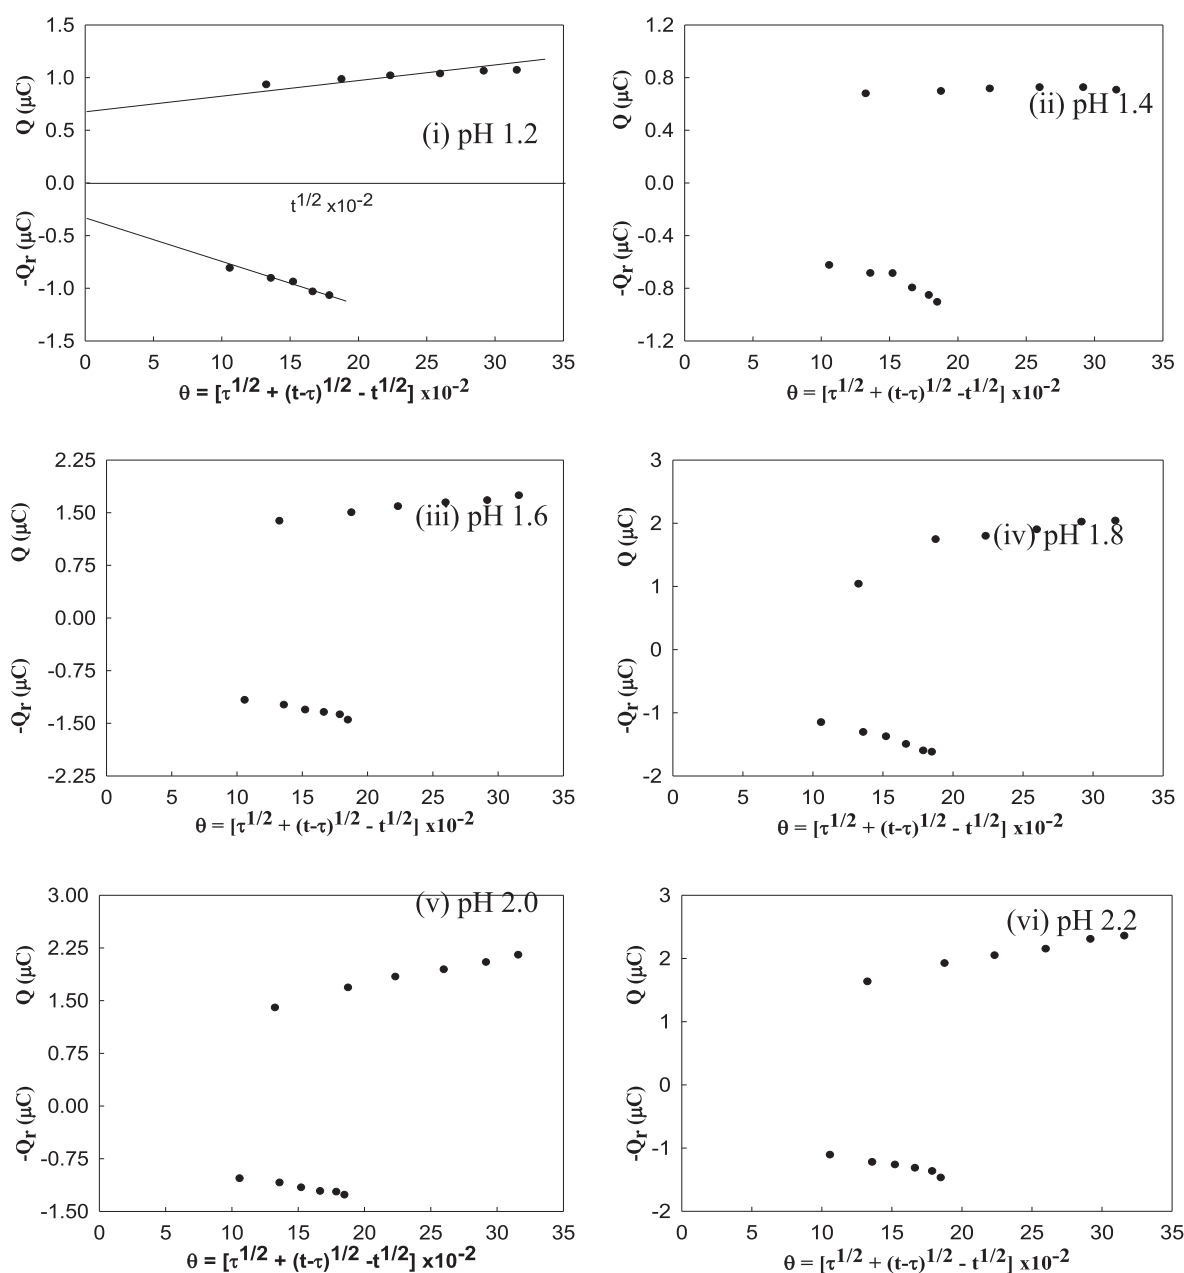 1.5
1.0
0.5
0.0
-0.5
-1.0
-1.5
Q (µC)
-Qr (µC)
(i) pH 1.2
t1/2 x10-2
0 5 10 15 20 25 30 35
θ = [τ1/2 + (t-τ)1/2 - t1/2] x10-2
1.2
0.8
0.4
0.0
-0.4
-0.8
-1.2
Q (µC)
-Qr (µC)
(ii) pH 1.4
0 5 10 15 20 25 30 35
θ = [τ1/2 + (t-τ)1/2 -t1/2] x10-2
2.25
1.50
0.75
0.00
-0.75
-1.50
-2.25
Q (µC)
-Qr (µC)
(iii) pH 1.6
0 5 10 15 20 25 30 35
θ = [τ1/2 + (t-τ)1/2 - t1/2] x10-2
3
2
1
0
-1
-2
Q (µC)
-Qr (µC)
(iv) pH 1.8
0 5 10 15 20 25 30 35
θ = [τ1/2 + (t-τ)1/2 - t1/2] x10-2
3.00
2.25
1.50
0.75
0.00
-0.75
-1.50
Q (µC)
-Qr (µC)
(v) pH 2.0
0 5 10 15 20 25 30 35
θ = [τ1/2 + (t-τ)1/2 -t1/2] x10-2
3
2
1
0
-1
-2
Q (µC)
-Qr (µC)
(vi) pH 2.2
0 5 10 15 20 25 30 35
θ = [τ1/2 + (t-τ)1/2 - t1/2] x10-2